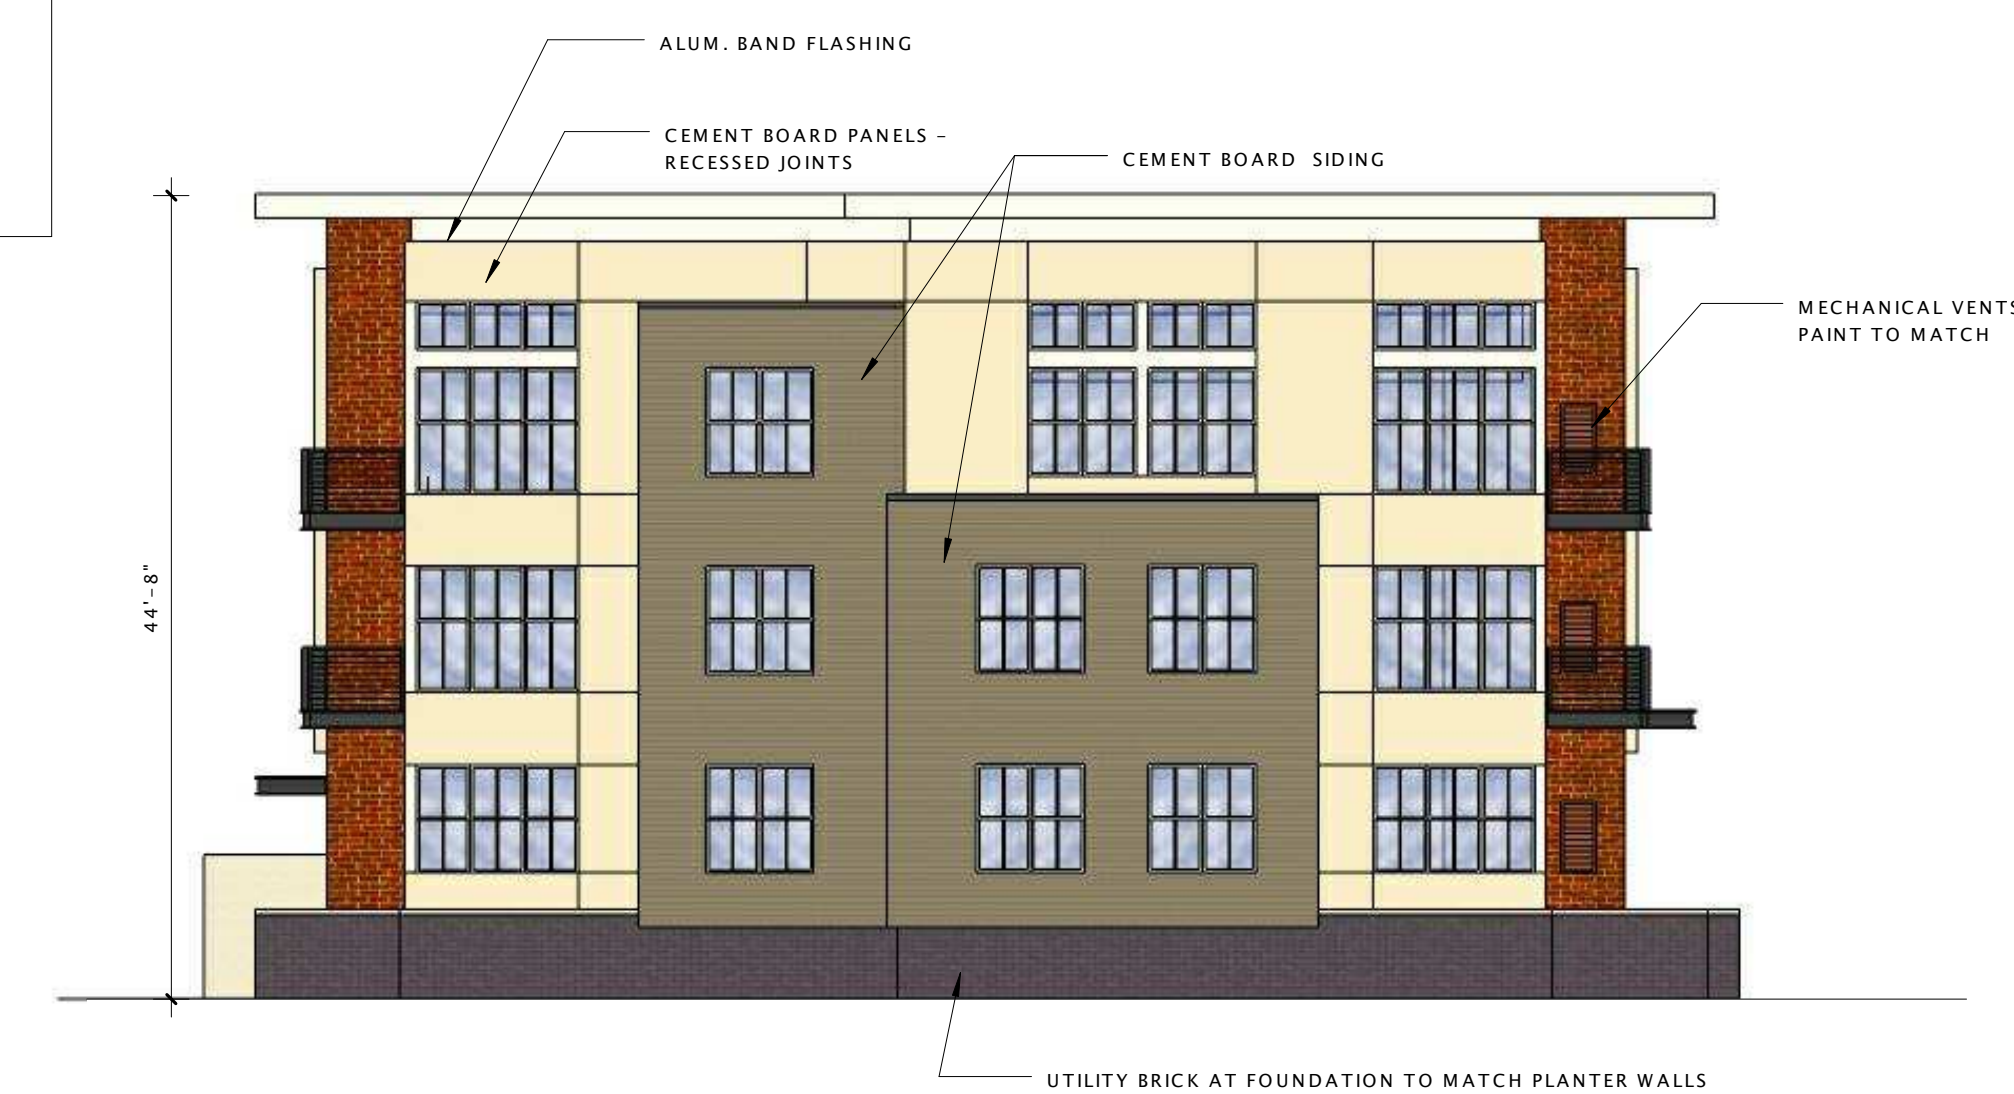 ALUM. BAND FLASHING
CEMENT BOARD PANELS –
RECESSED JOINTS
CEMENT BOARD SIDING
MECHANICAL VENTS
PAINT TO MATCH
44'-8"
UTILITY BRICK AT FOUNDATION TO MATCH PLANTER WALLS